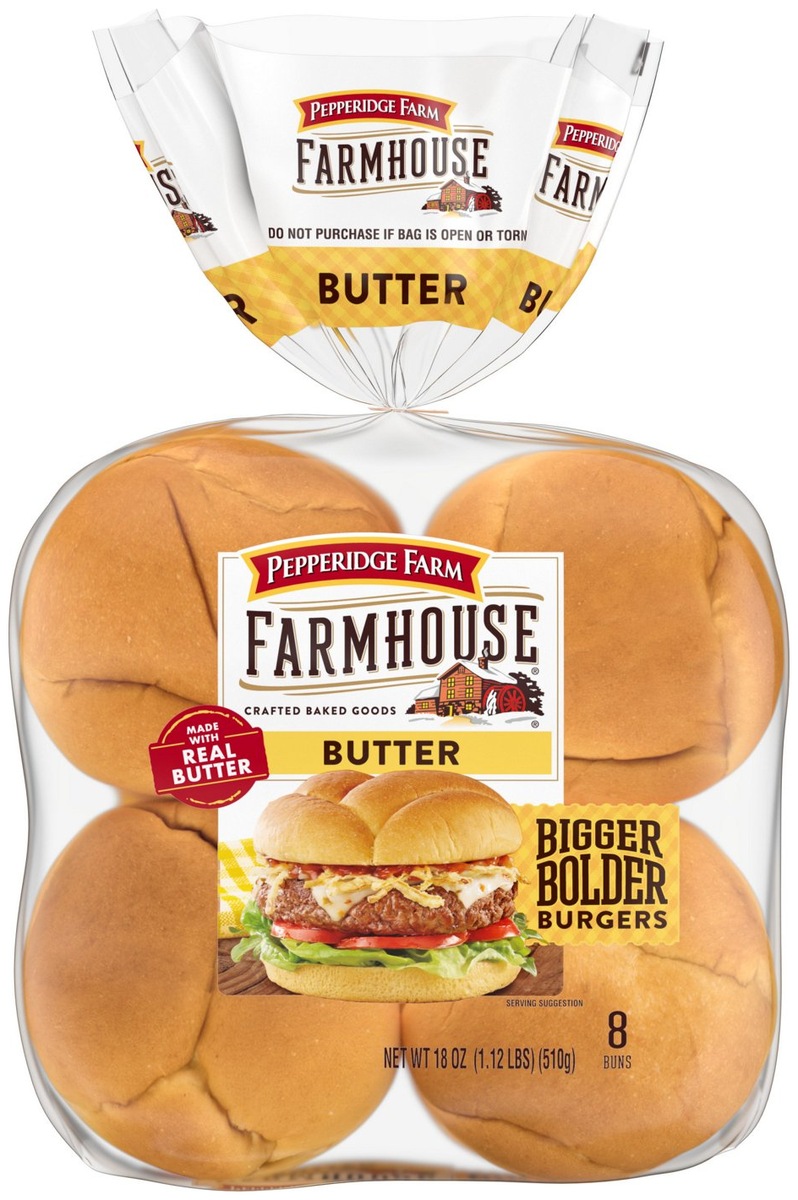 PEPPERIDGE FARM
FARMHOUSE
DO NOT PURCHASE IF BAG IS OPEN OR TORN
BUTTER
PEPPERIDGE FARM
FARMHOUSE®
CRAFTED BAKED GOODS
®
BUTTER
MADE
WITH
REAL
BUTTER
BIGGER
BOLDER
BURGERS
SERVING SUGGESTION
NET WT 18 OZ (1.12 LBS) (510g)
8
BUNS